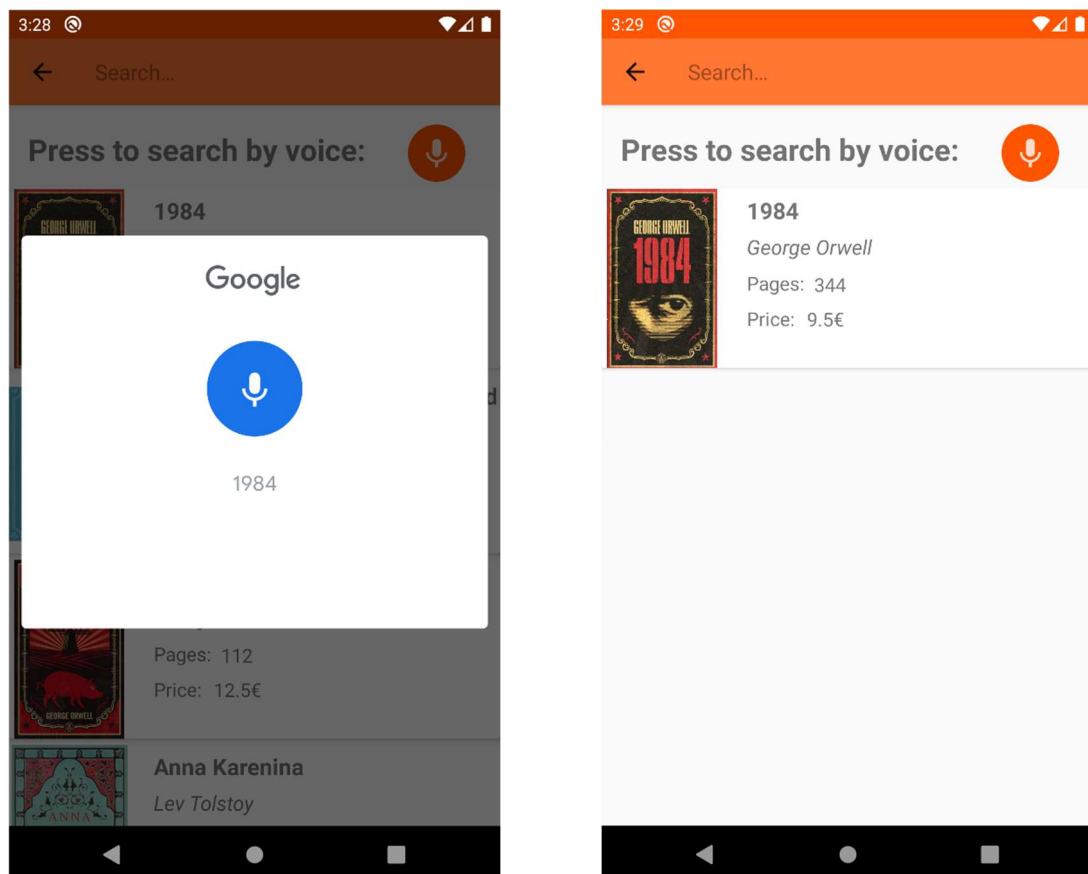 3:28
Search...
Press to search by voice:
GEORGE ORWELL
1984
Google
1984
d
Pages: 112
Price: 12.5€
GEORGE ORWELL
Anna Karenina
Lev Tolstoy
ANNA
3:29
Search...
Press to search by voice:
GEORGE ORWELL
1984
1984
George Orwell
Pages: 344
Price: 9.5€